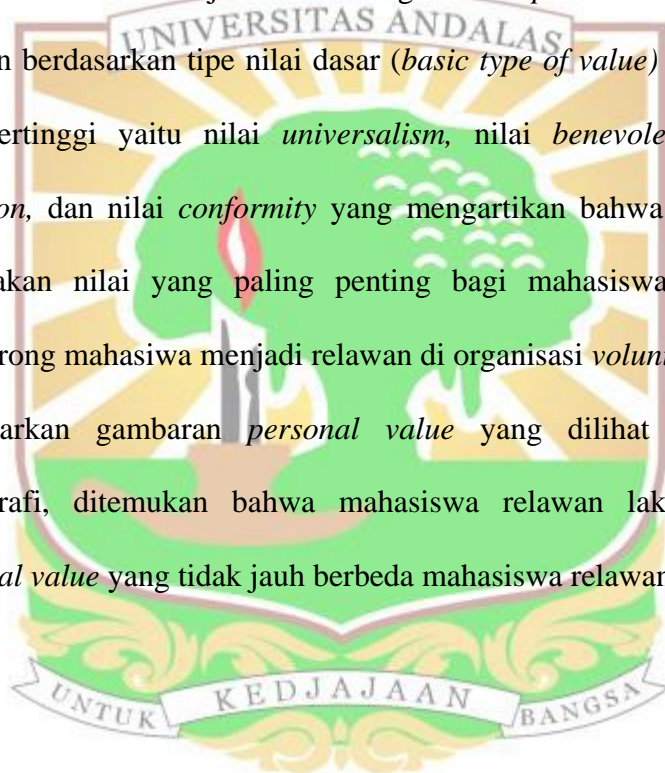 UNIVERSITAS ANDALAS
n berdasarkan tipe nilai dasar (basic type of value)
ertinggi yaitu nilai universalism, nilai benevole
on, dan nilai conformity yang mengartikan bahwa
akan nilai yang paling penting bagi mahasiswa
rong mahasiwa menjadi relawan di organisasi volun
arkan gambaran personal value yang dilihat
rafi, ditemukan bahwa mahasiswa relawan lak
al value yang tidak jauh berbeda mahasiswa relawan
UNTUK KEDJAJAAN BANGSA